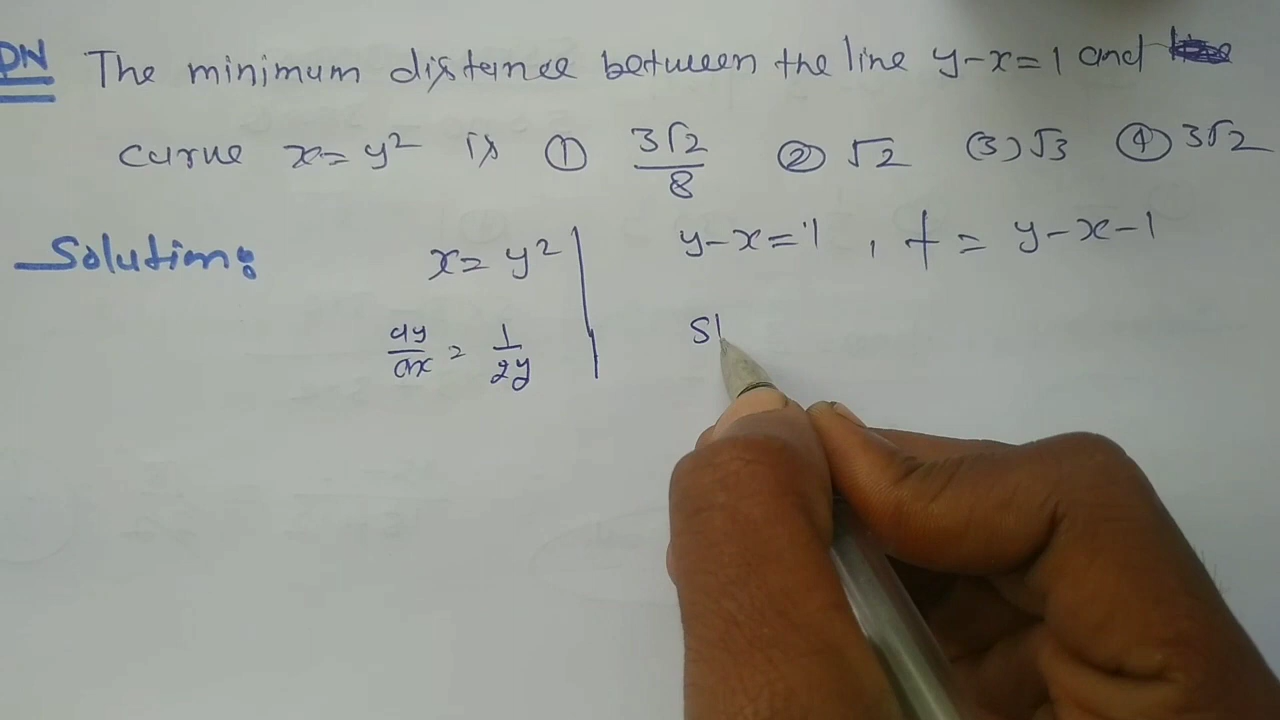 QN The minimum distance between the line y-x=1 and
curve x=y² is ① 3√2/8 ② √2 (3) √3 ④ 3√2
Solution: x=y² | y-x=1, f=y-x-1
dy/dx = 1/2y | Sl